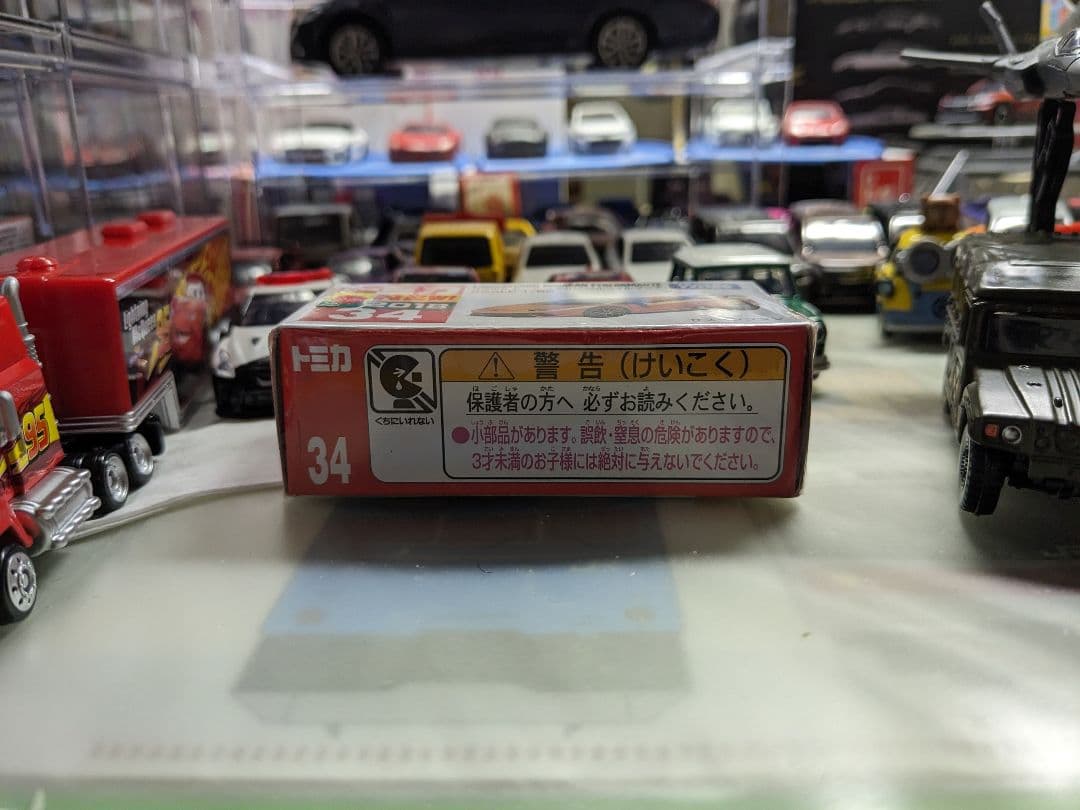 34
トミカ
34
くちにいれない
警告(けいこく)
保護者の方へ 必ずお読みください。
●小部品があります。誤飲・窒息の危険がありますので、
3才未満のお子様には絶対に与えないでください。
Lightning
95